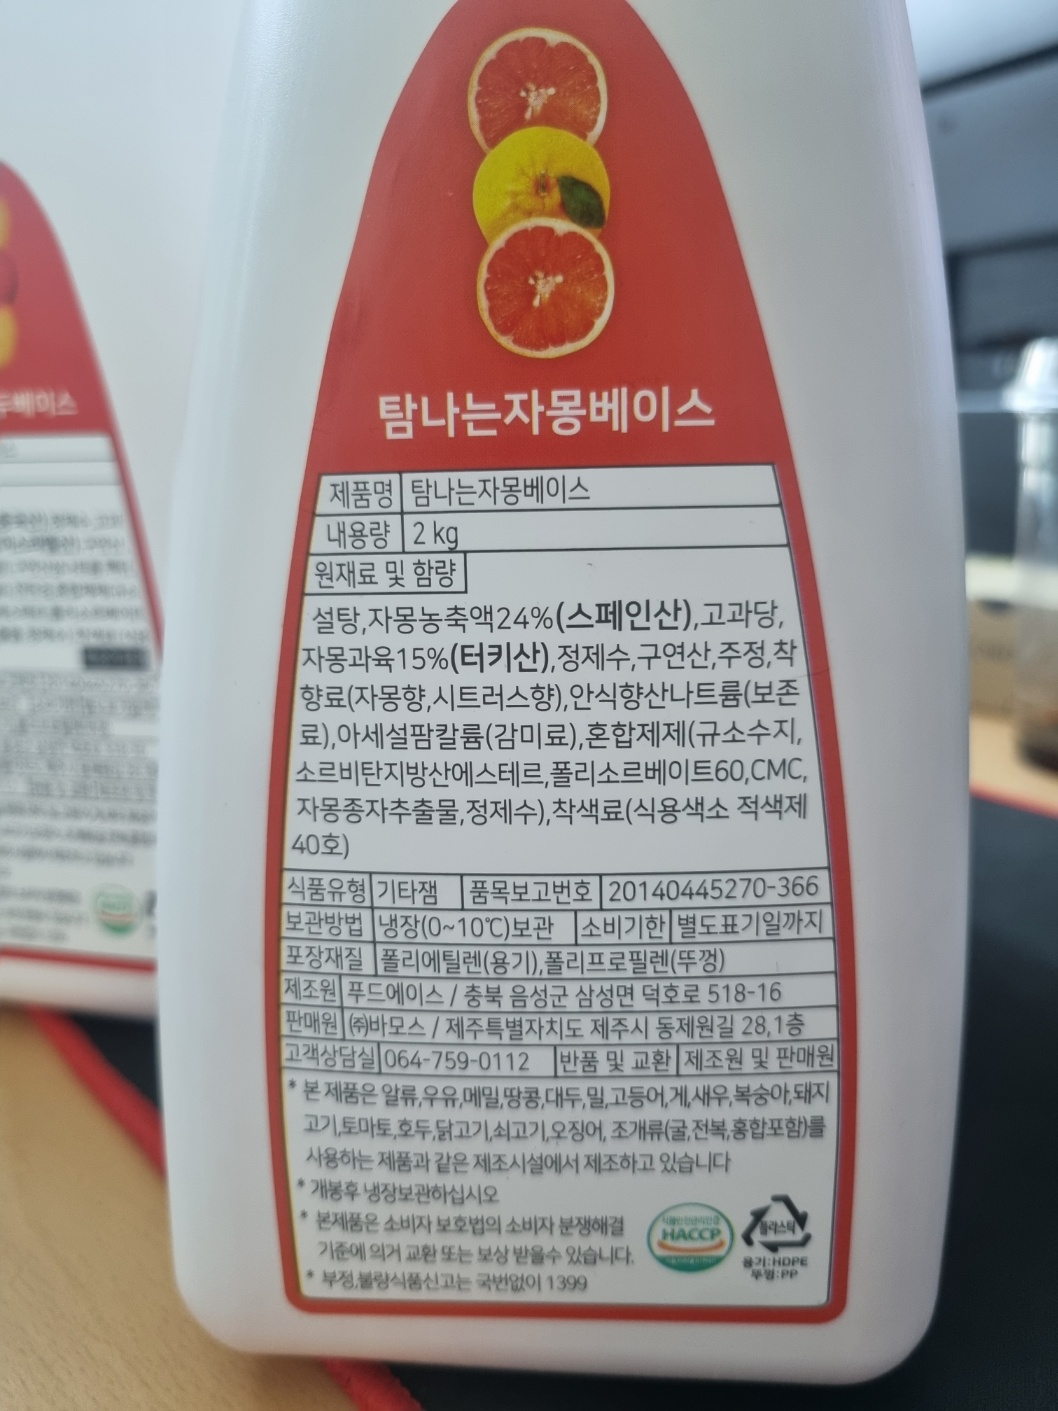 탐나는자몽베이스
제품명 탐나는자몽베이스
내용량 2 kg
원재료 및 함량
설탕,자몽농축액24%(스페인산),고과당,
자몽과육15%(터키산),정제수,구연산,주정,착
향료(자몽향,시트러스향),안식향산나트륨(보존
료),아세설팜칼륨(감미료),혼합제제(규소수지,
소르비탄지방산에스테르,폴리소르베이트60,CMC,
자몽종자추출물,정제수),착색료(식용색소 적색제
40호)
식품유형 기타잼 품목보고번호 20140445270-366
보관방법 냉장(0~10℃)보관 소비기한 별도표기일까지
포장재질 폴리에틸렌(용기),폴리프로필렌(뚜껑)
제조원 푸드에이스 / 충북 음성군 삼성면 덕호로 518-16
판매원 ㈜바모스 / 제주특별자치도 제주시 동제원길 28,1층
고객상담실 064-759-0112 반품 및 교환 제조원 및 판매원
* 본 제품은 알류,우유,메밀,땅콩,대두,밀,고등어,게,새우,복숭아,돼지
고기,토마토,호두,닭고기,쇠고기,오징어, 조개류(굴,전복,홍합포함)를
사용하는 제품과 같은 제조시설에서 제조하고 있습니다
* 개봉후 냉장보관하십시오
* 본제품은 소비자 보호법의 소비자 분쟁해결
기준에 의거 교환 또는 보상 받을수 있습니다.
* 부정,불량식품신고는 국번없이 1399
HACCP
플라스틱
용기:HDPE
뚜껑:PP
베이스